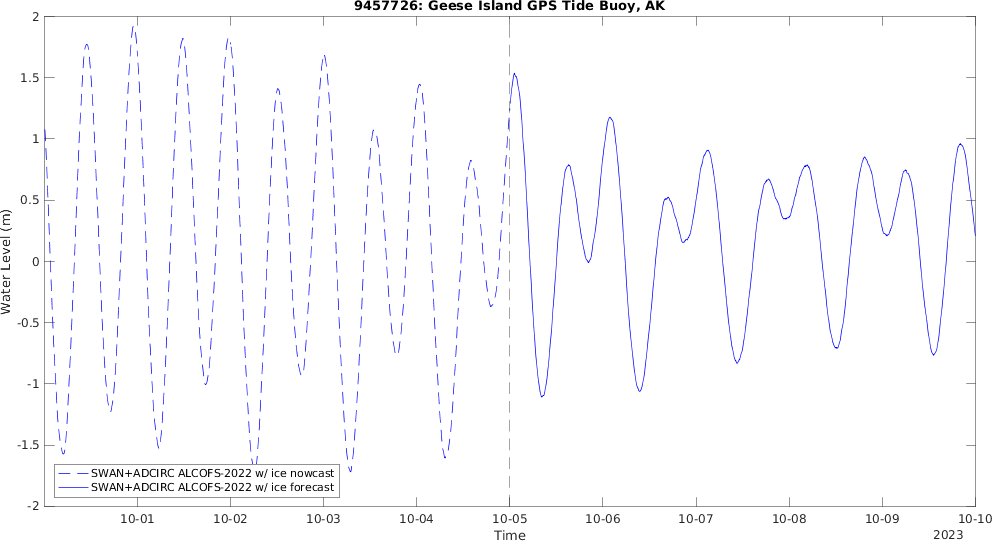 9457726: Geese Island GPS Tide Buoy, AK
Water Level (m)
2
1.5
1
0.5
0
-0.5
-1
-1.5
-2
SWAN+ADCIRC ALCOFS-2022 w/ ice nowcast
SWAN+ADCIRC ALCOFS-2022 w/ ice forecast
10-01 10-02 10-03 10-04 10-05 10-06 10-07 10-08 10-09 10-10
Time
2023